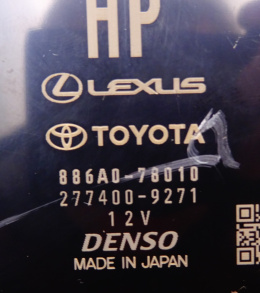 HP
LEXUS
TOYOTA
886A0-78010
277400-9271
12V
DENSO
MADE IN JAPAN